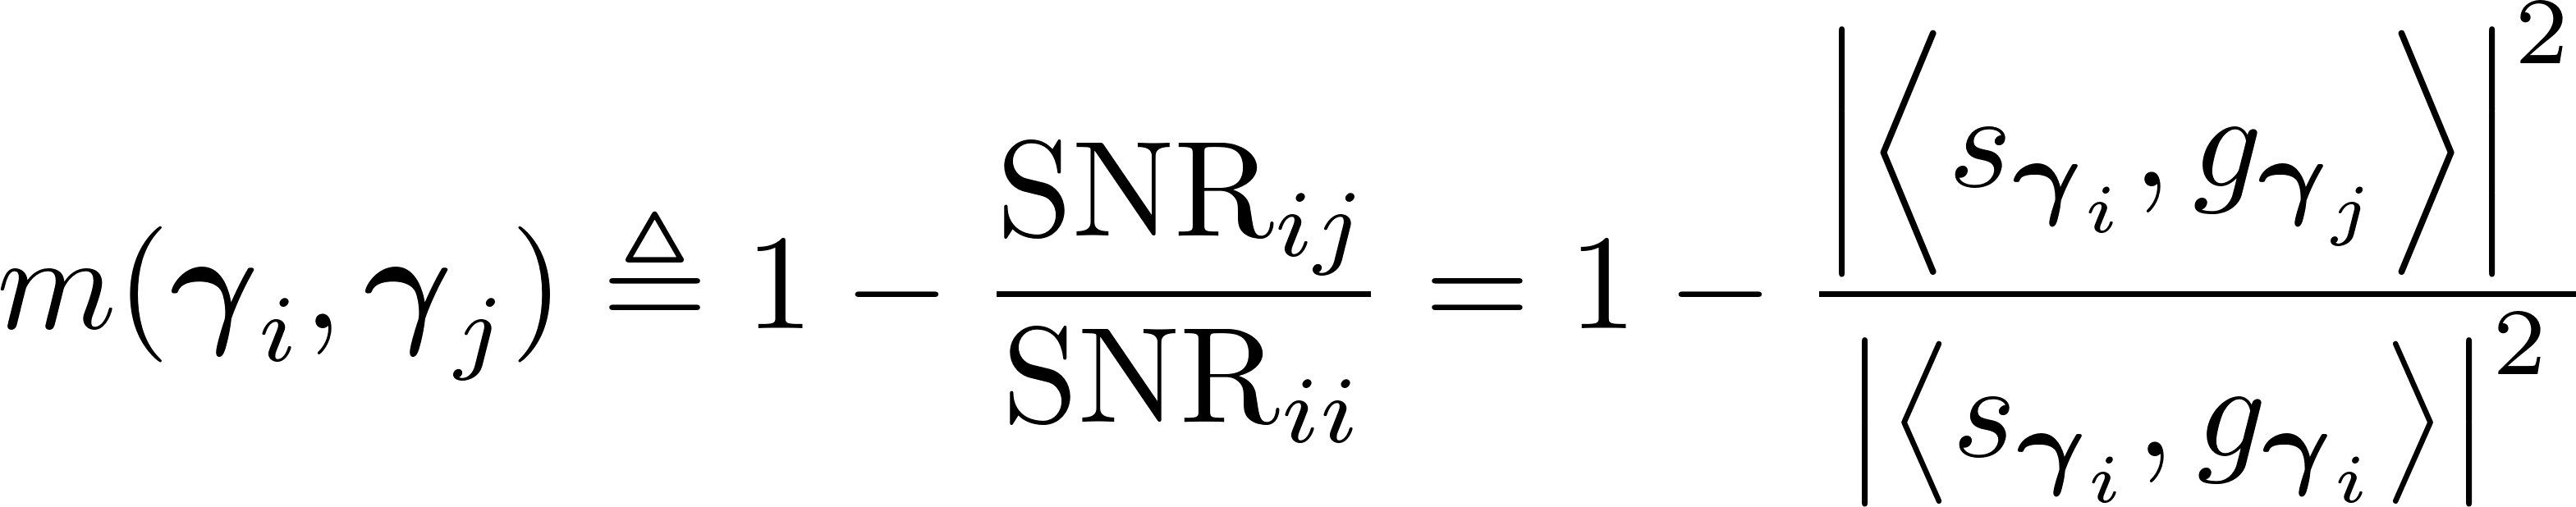 $m(\boldsymbol{\gamma}_i, \boldsymbol{\gamma}_j) \triangleq 1 - \frac{\mathrm{SNR}_{ij}}{\mathrm{SNR}_{ii}} = 1 - \frac{\left|\left\langle s_{\boldsymbol{\gamma}_i}, g_{\boldsymbol{\gamma}_j} \right\rangle\right|^2}{\left|\langle s_{\boldsymbol{\gamma}_i}, g_{\boldsymbol{\gamma}_i} \rangle\right|^2}$